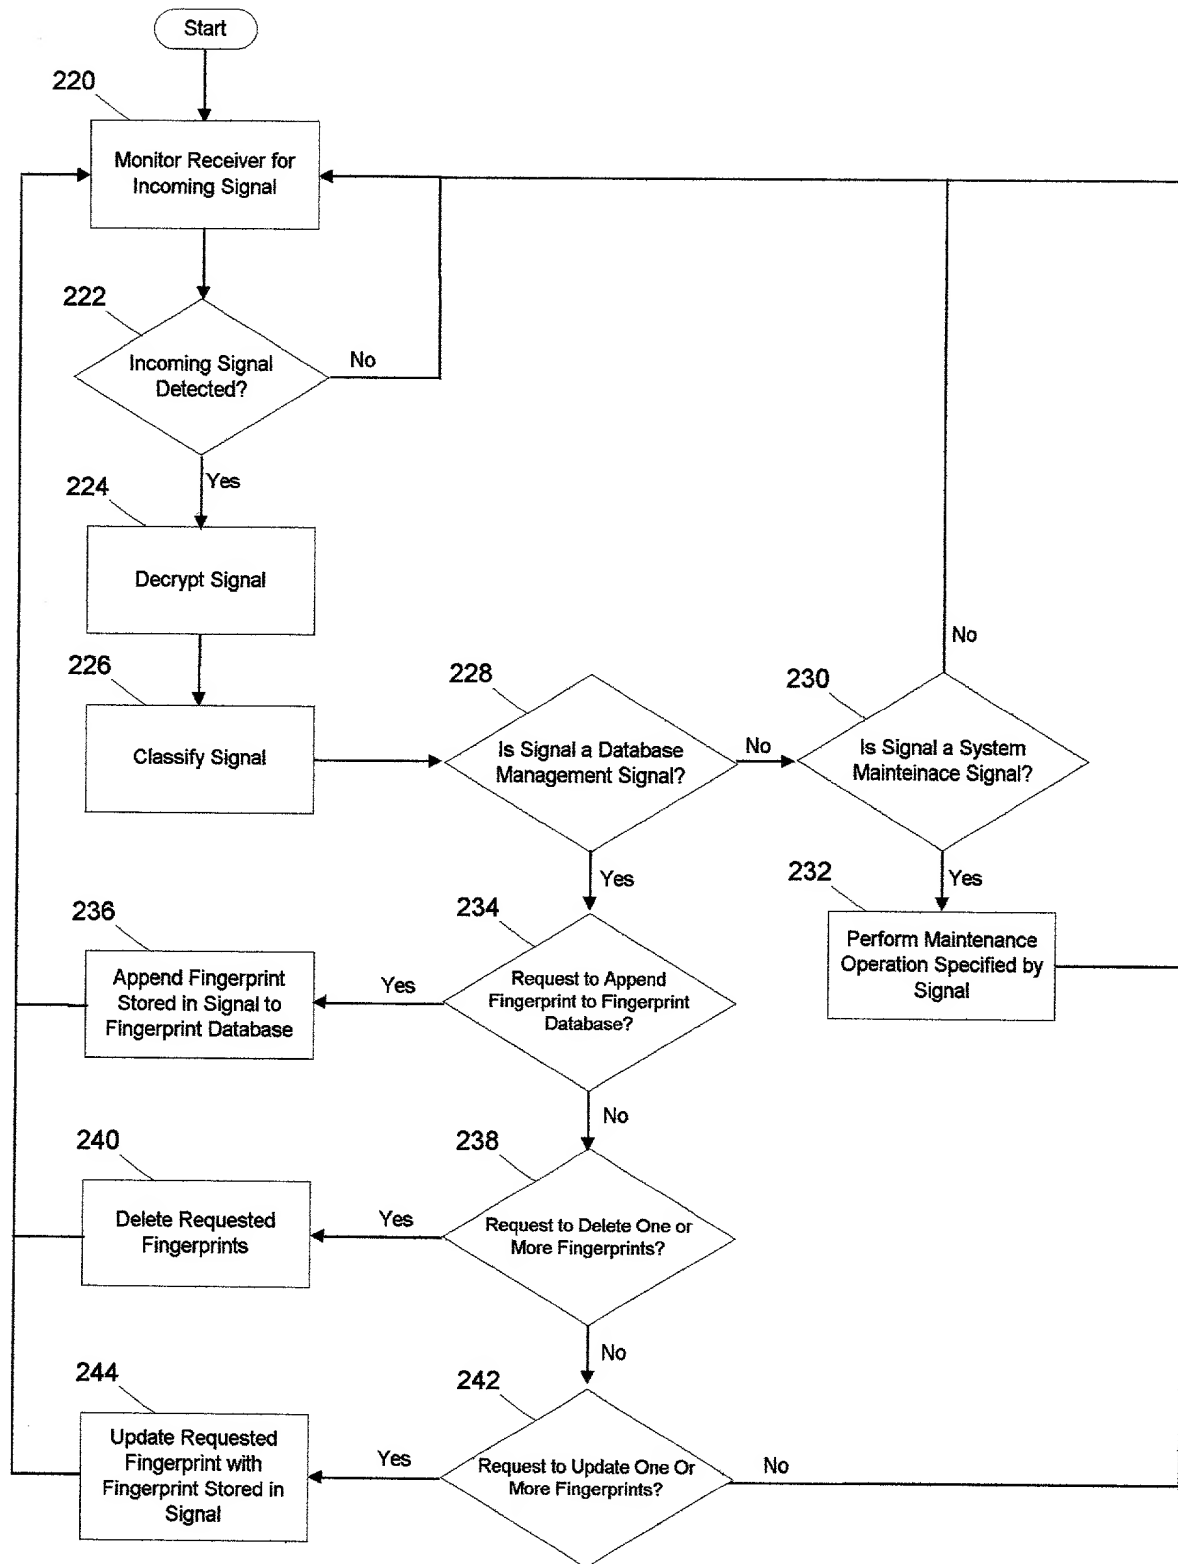 Start
220
Monitor Receiver for
Incoming Signal
222
Incoming Signal
Detected?
No
Yes
224
Decrypt Signal
226
Classify Signal
228
Is Signal a Database
Management Signal?
No
230
Is Signal a System
Mainteinace Signal?
No
Yes
232
Perform Maintenance
Operation Specified by
Signal
Yes
234
Request to Append
Fingerprint to Fingerprint
Database?
Yes
236
Append Fingerprint
Stored in Signal to
Fingerprint Database
No
238
Request to Delete One or
More Fingerprints?
Yes
240
Delete Requested
Fingerprints
No
242
Request to Update One Or
More Fingerprints?
No
Yes
244
Update Requested
Fingerprint with
Fingerprint Stored in
Signal